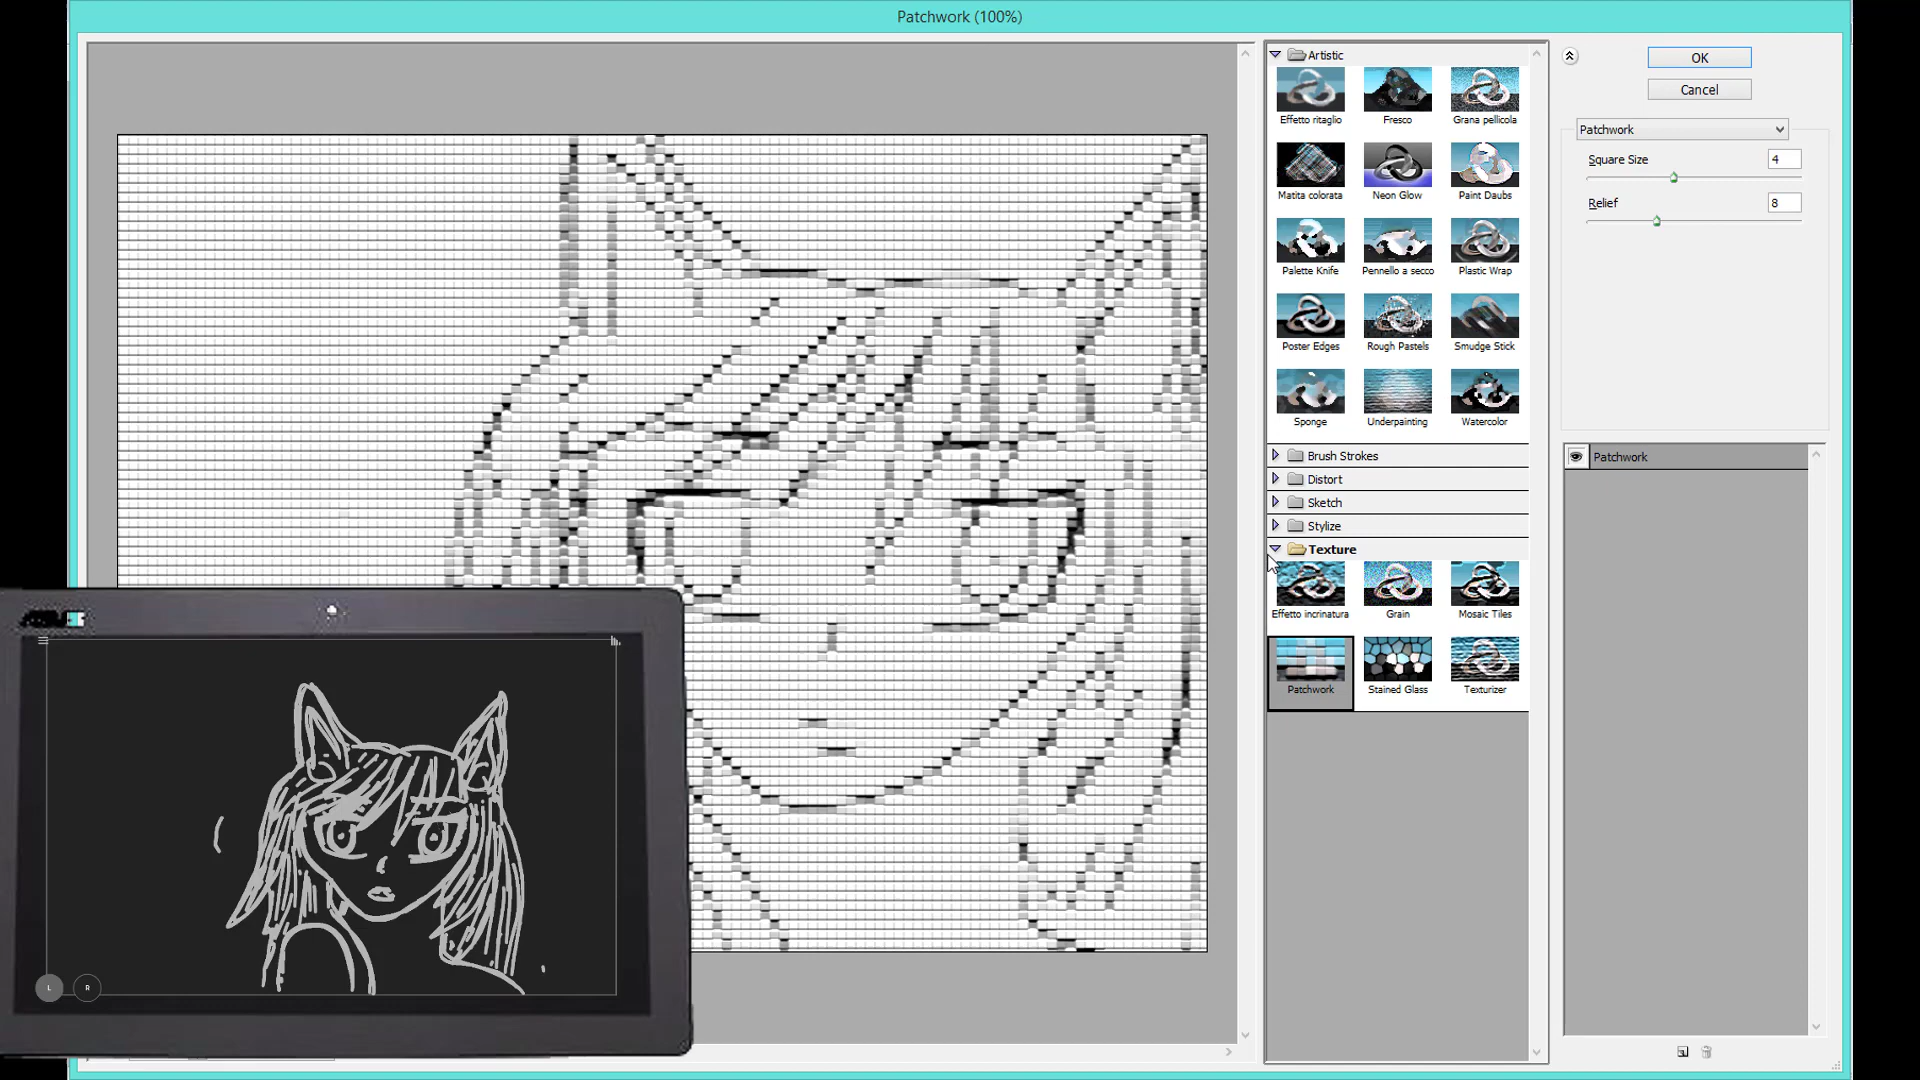 Patchwork (100%)
Artistic
Effetto ritaglio
Fresco
Grana pellicola
Matita colorata
Neon Glow
Paint Daubs
Palette Knife
Pennello a secco
Plastic Wrap
Poster Edges
Rough Pastels
Smudge Stick
Sponge
Underpainting
Watercolor
Brush Strokes
Distort
Sketch
Stylize
Texture
Effetto incrinatura
Grain
Mosaic Tiles
Patchwork
Stained Glass
Texturizer
OK
Cancel
Patchwork
Square Size 4
Relief 8
Patchwork
L R